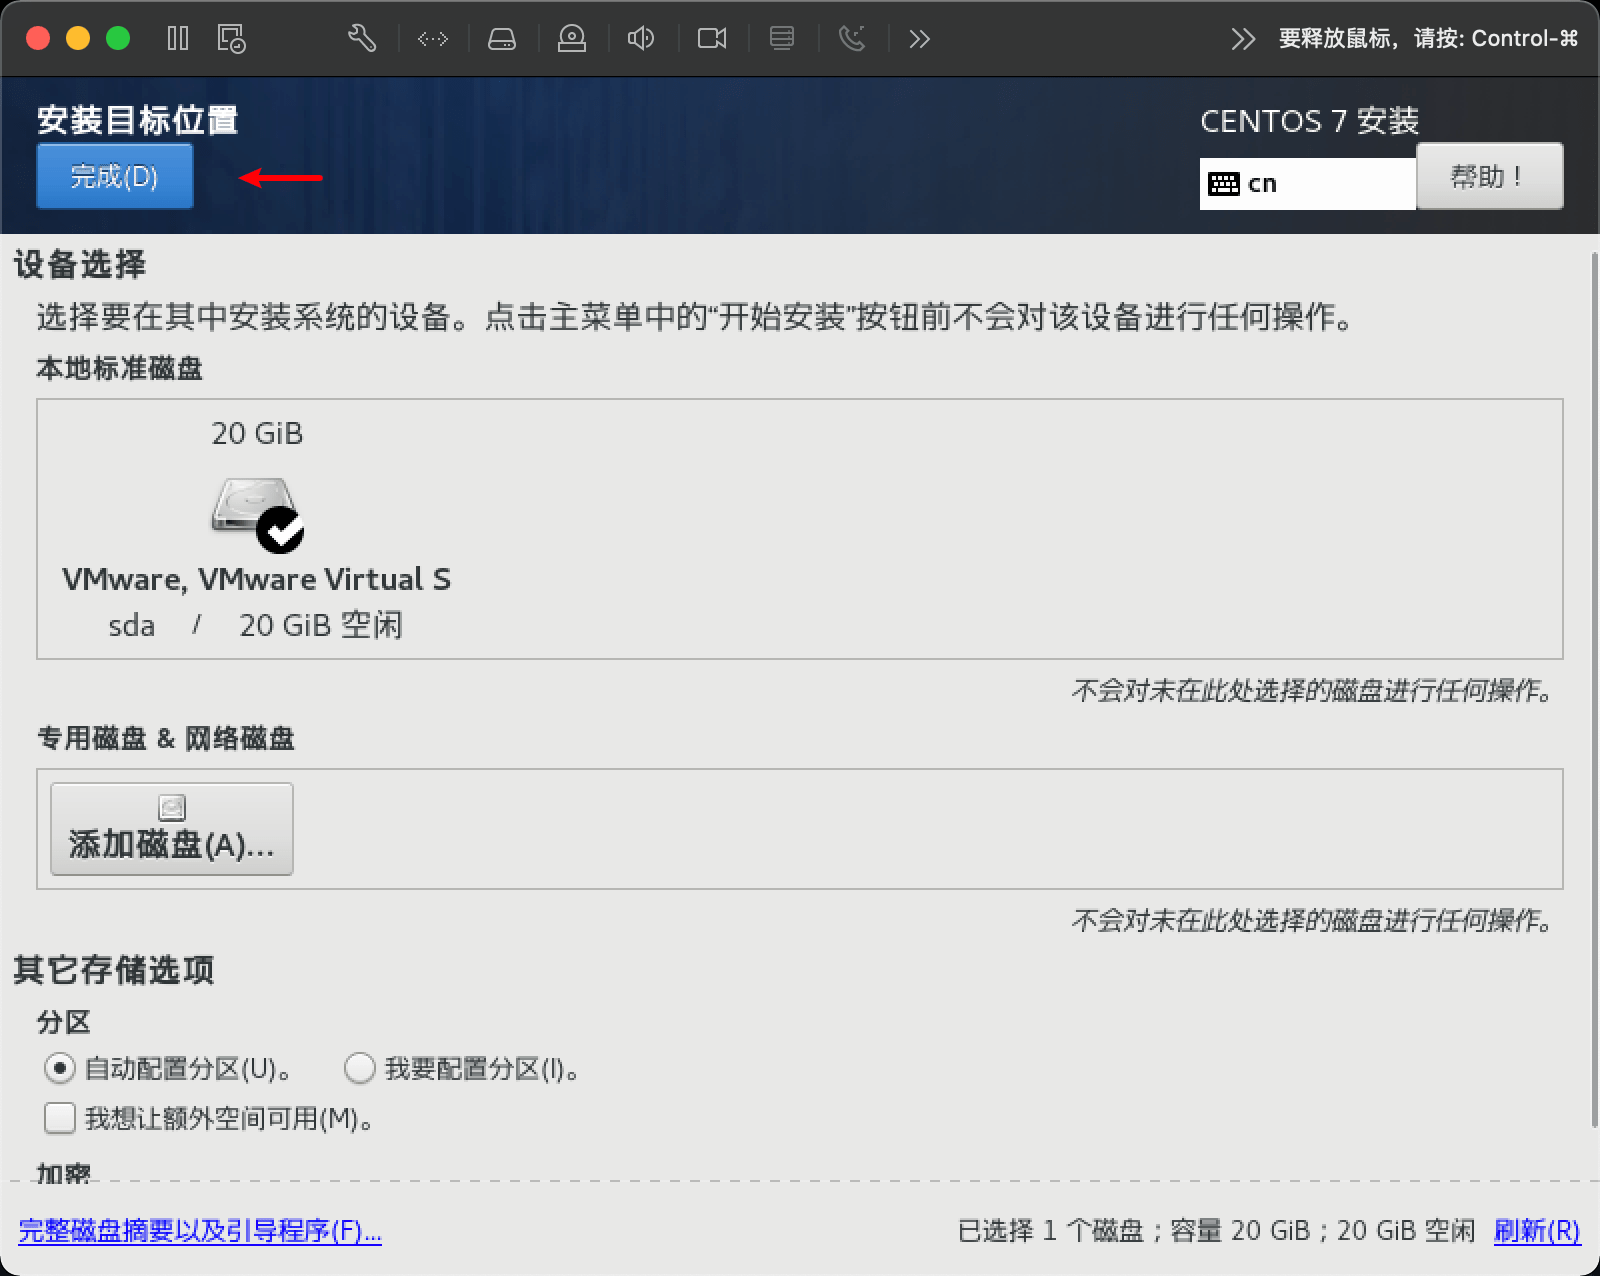 要释放鼠标，请按: Control-⌘
安装目标位置
CENTOS 7 安装
完成(D)
cn
帮助！
设备选择
选择要在其中安装系统的设备。点击主菜单中的“开始安装”按钮前不会对该设备进行任何操作。
本地标准磁盘
20 GiB
VMware, VMware Virtual S
sda / 20 GiB 空闲
不会对未在此处选择的磁盘进行任何操作。
专用磁盘 & 网络磁盘
添加磁盘(A)...
不会对未在此处选择的磁盘进行任何操作。
其它存储选项
分区
自动配置分区(U)。 我要配置分区(I)。
我想让额外空间可用(M)。
加密
完整磁盘摘要以及引导程序(F)...
已选择 1 个磁盘；容量 20 GiB；20 GiB 空闲 刷新(R)